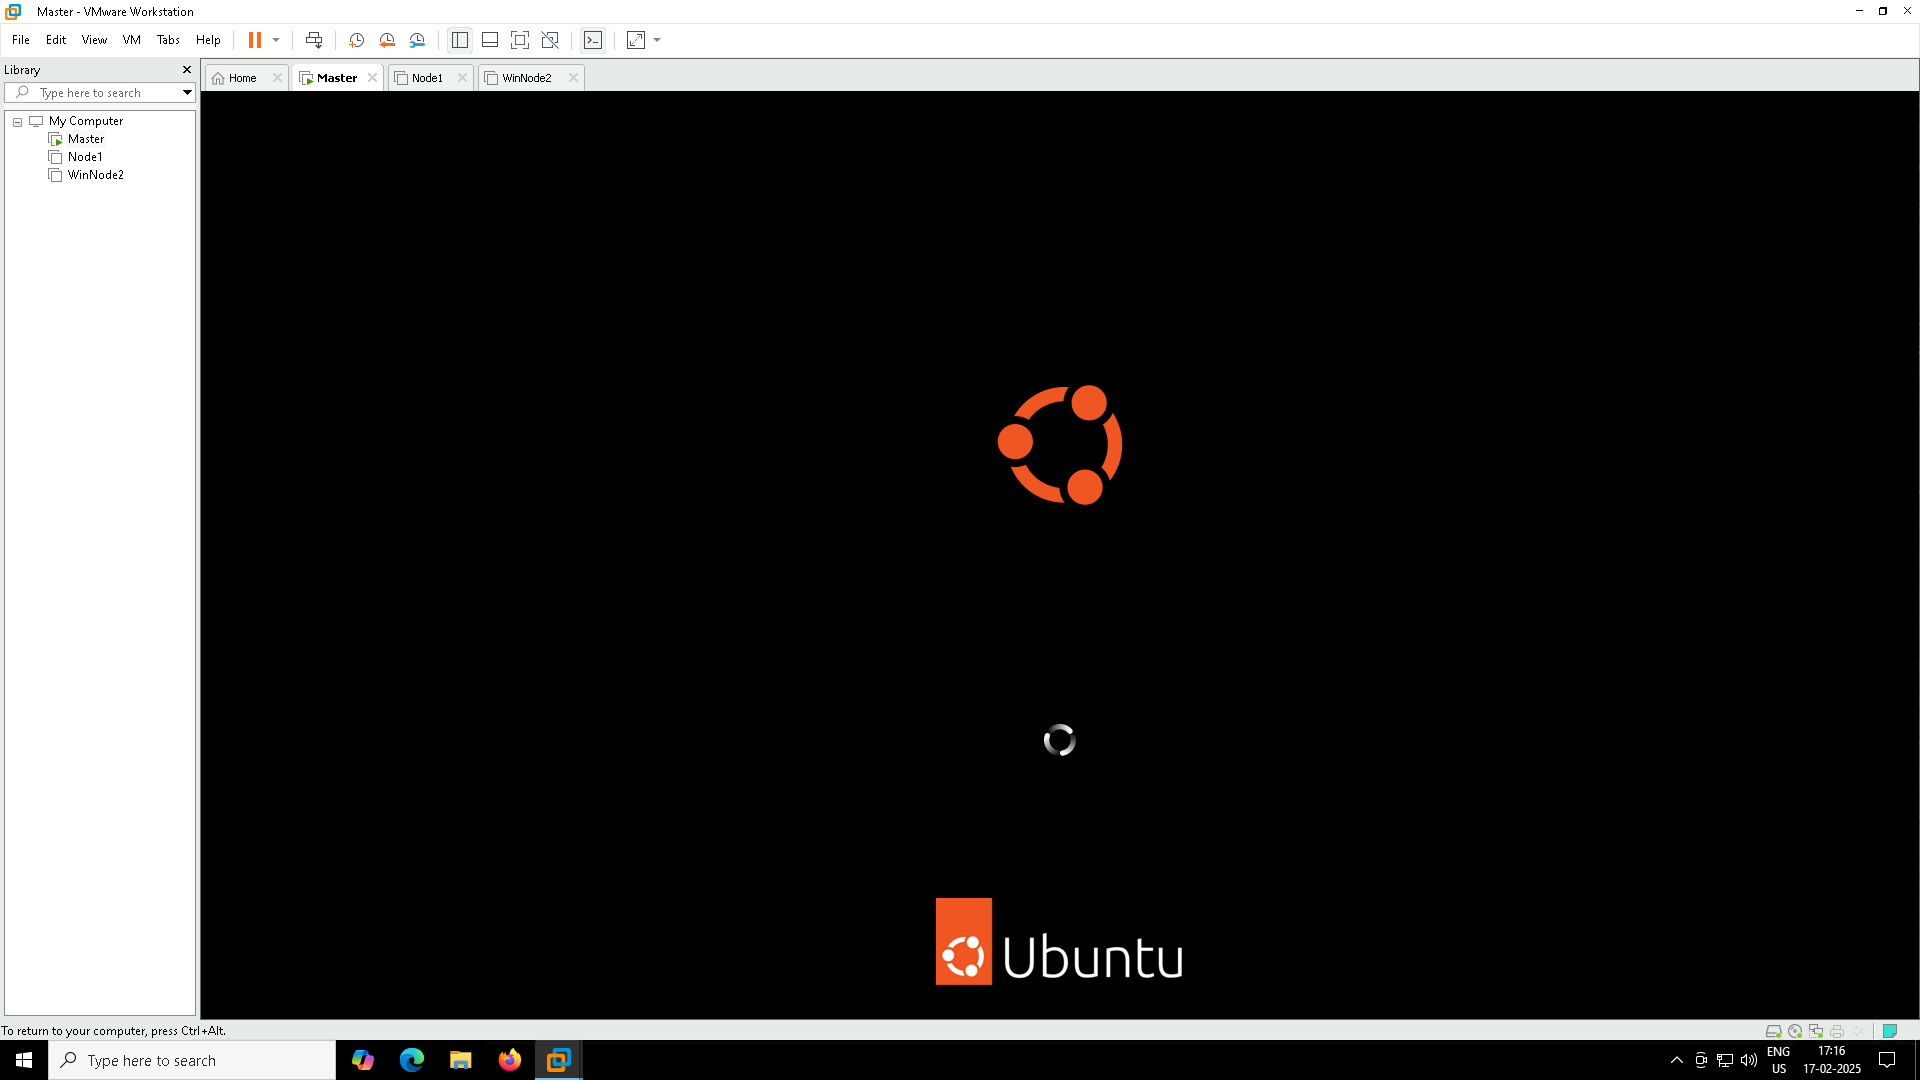 Master - VMware Workstation
File Edit View VM Tabs Help
Library
Type here to search
Home
Master
Node1
WinNode2
My Computer
Master
Node1
WinNode2
Ubuntu
To return to your computer, press Ctrl+Alt.
Type here to search
ENG
US
17:16
17-02-2025